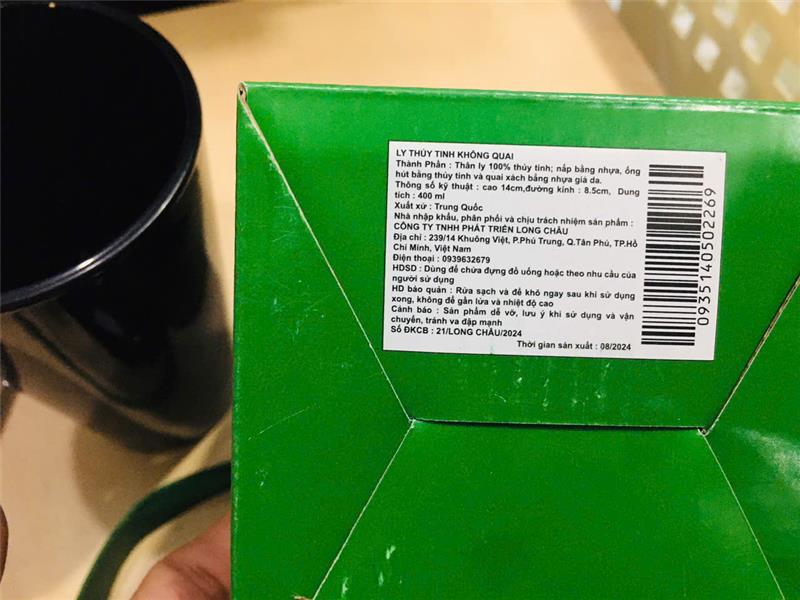 LY THỦY TINH KHÔNG QUAI
Thành Phần : Thân ly 100% thủy tinh; nắp bằng nhựa, ống
hút bằng thủy tinh và quai xách bằng nhựa giả da.
Thông số kỹ thuật : cao 14cm,đường kính : 8.5cm, Dung
tích : 400 ml
Xuất xứ : Trung Quốc
Nhà nhập khẩu, phân phối và chịu trách nhiệm sản phẩm :
CÔNG TY TNHH PHÁT TRIỂN LONG CHÂU
Địa chỉ : 239/14 Khuông Việt, P.Phú Trung, Q.Tân Phú, TP.Hồ
Chí Minh, Việt Nam
Điện thoại : 0939632679
HDSD : Dùng để chứa đựng đồ uống hoặc theo nhu cầu của
người sử dụng
HD bảo quản : Rửa sạch và để khô ngay sau khi sử dụng
xong, không để gần lửa và nhiệt độ cao
Cảnh báo : Sản phẩm dễ vỡ, lưu ý khi sử dụng và vận
chuyển, tránh va đập mạnh
Số ĐKCB : 21/LONG CHÂU/2024
Thời gian sản xuất : 08/2024
0935140502269